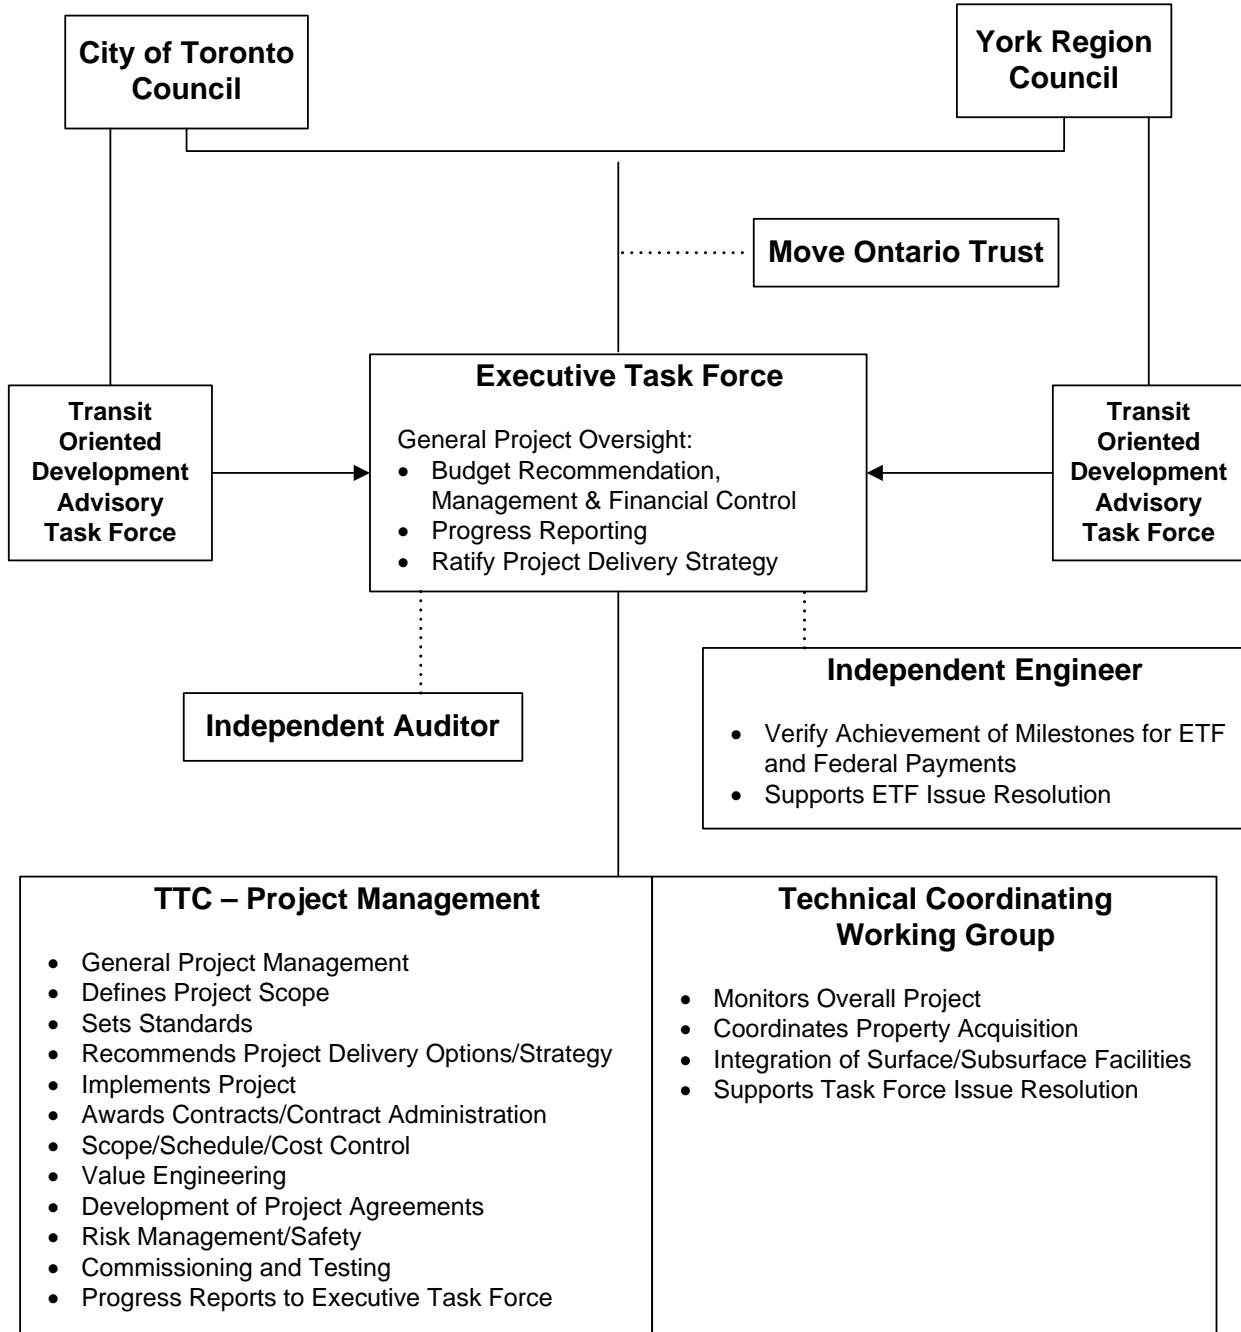 City of Toronto
Council
York Region
Council
Move Ontario Trust
Transit
Oriented
Development
Advisory
Task Force
Executive Task Force
General Project Oversight:
• Budget Recommendation,
Management & Financial Control
• Progress Reporting
• Ratify Project Delivery Strategy
Transit
Oriented
Development
Advisory
Task Force
Independent Auditor
Independent Engineer
• Verify Achievement of Milestones for ETF
and Federal Payments
• Supports ETF Issue Resolution
TTC – Project Management
• General Project Management
• Defines Project Scope
• Sets Standards
• Recommends Project Delivery Options/Strategy
• Implements Project
• Awards Contracts/Contract Administration
• Scope/Schedule/Cost Control
• Value Engineering
• Development of Project Agreements
• Risk Management/Safety
• Commissioning and Testing
• Progress Reports to Executive Task Force
Technical Coordinating
Working Group
• Monitors Overall Project
• Coordinates Property Acquisition
• Integration of Surface/Subsurface Facilities
• Supports Task Force Issue Resolution